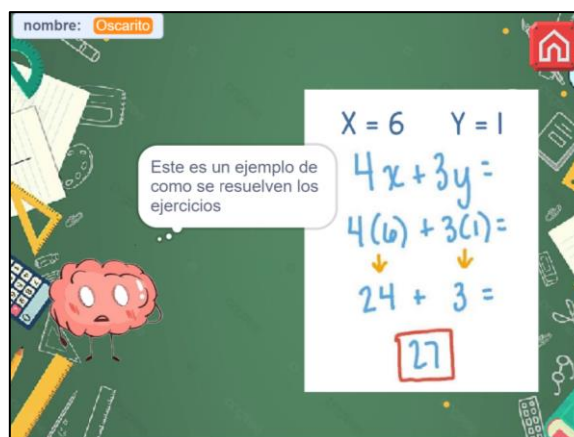 nombre: Oscarito
X = 6 Y = 1
Este es un ejemplo de
como se resuelven los
ejercicios
4x + 3y =
4(6) + 3(1) =
24 + 3 =
27